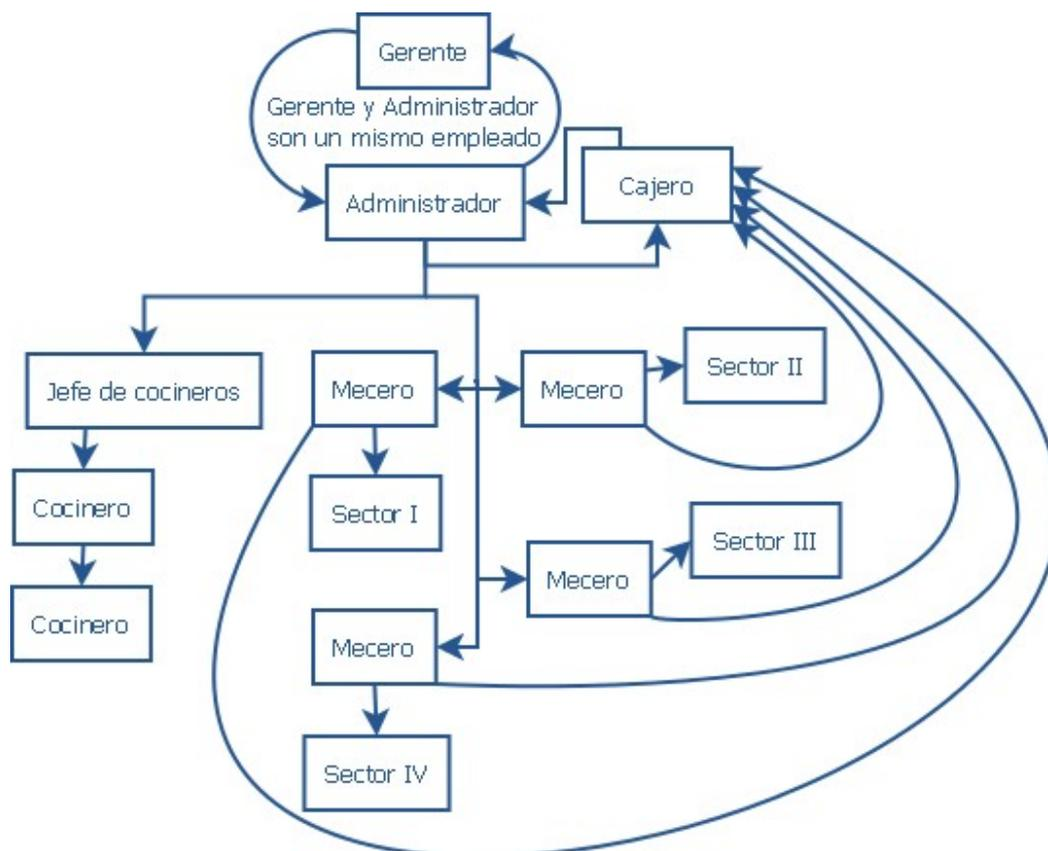 Gerente
Gerente y Administrador
son un mismo empleado
Cajero
Administrador
Jefe de cocineros
Mecero
Mecero
Sector II
Cocinero
Sector I
Sector III
Mecero
Cocinero
Mecero
Sector IV